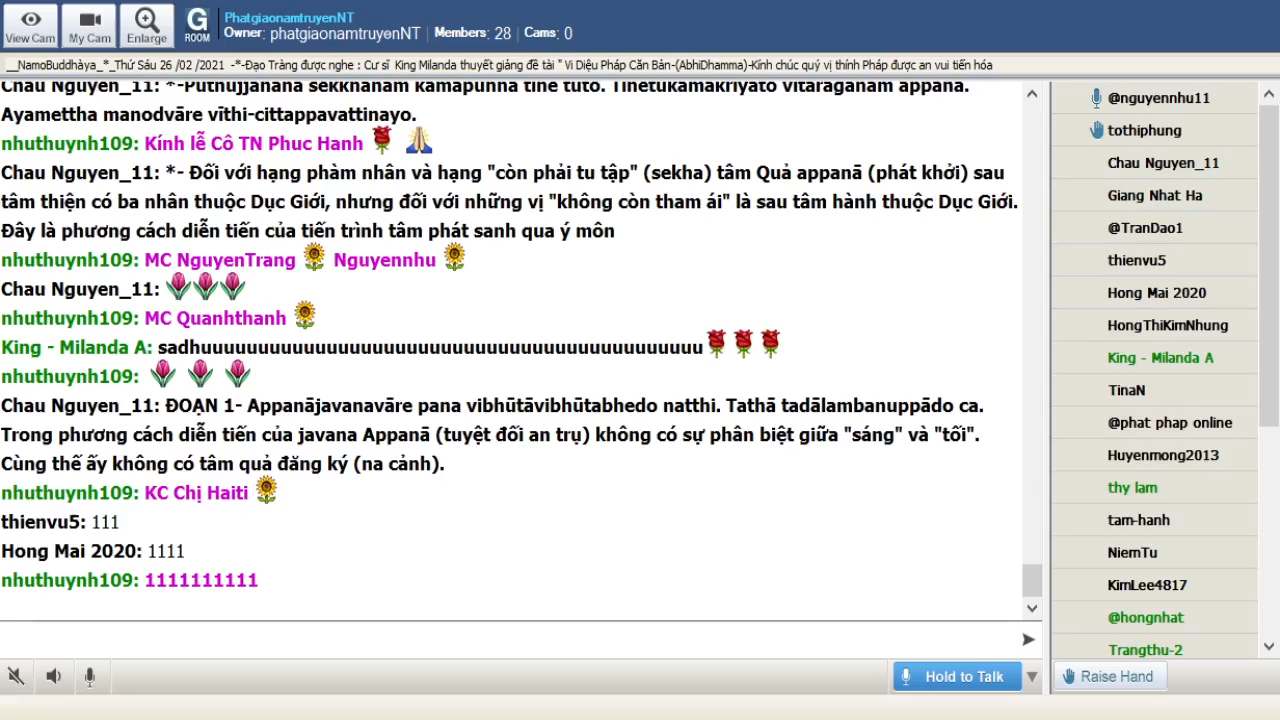 View Cam
My Cam
Enlarge
G
ROOM
PhatgiaonamtruyenNT
Owner: phatgiaonamtruyenNT | Members: 28 | Cams: 0
__NamoBuddhàya_*_Thứ Sáu 26 /02 /2021 -*-Đạo Tràng được nghe : Cư sĩ King Milanda thuyết giảng đề tài " Vi Diệu Pháp Căn Bản-(AbhiDhamma)-Kính chúc quý vị thính Pháp được an vui tiến hóa
Chau Nguyen_11: *-Puthujjanāna sekkhānam kāmapuñña tihe tuto. Tihetukāmakriyato vītarāgānam appanā.
Ayamettha manodvāre vīthi-cittappavattinayo.
nhuthuynh109: Kính lễ Cô TN Phuc Hanh
Chau Nguyen_11: *- Đối với hạng phàm nhân và hạng "còn phải tu tập" (sekha) tâm Quả appanā (phát khởi) sau
tâm thiện có ba nhân thuộc Dục Giới, nhưng đối với những vị "không còn tham ái" là sau tâm hành thuộc Dục Giới.
Đây là phương cách diễn tiến của tiến trình tâm phát sanh qua ý môn
nhuthuynh109: MC NguyenTrang Nguyennhu
Chau Nguyen_11:
nhuthuynh109: MC Quanhthanh
King - Milanda A: sadhuuuuuuuuuuuuuuuuuuuuuuuuuuuuuuuuuuuuuuuuuuuu
nhuthuynh109:
Chau Nguyen_11: ĐOẠN 1- Appanājavanavāre pana vibhūtāvibhūtabhedo natthi. Tathā tadālambanuppādo ca.
Trong phương cách diễn tiến của javana Appanā (tuyệt đối an trụ) không có sự phân biệt giữa "sáng" và "tối".
Cùng thế ấy không có tâm quả đăng ký (na cảnh).
nhuthuynh109: KC Chị Haiti
thienvu5: 111
Hong Mai 2020: 1111
nhuthuynh109: 1111111111
@nguyennhu11
tothiphung
Chau Nguyen_11
Giang Nhat Ha
@TranDao1
thienvu5
Hong Mai 2020
HongThiKimNhung
King - Milanda A
TinaN
@phat phap online
Huyenmong2013
thy lam
tam-hanh
NiemTu
KimLee4817
@hongnhat
Trangthu-2
Hold to Talk
Raise Hand